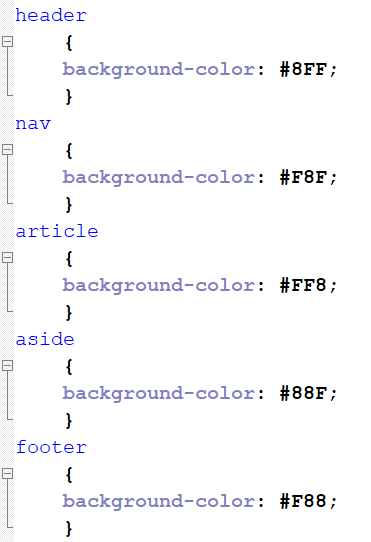 header
{
background-color: #8FF;
}
nav
{
background-color: #F8F;
}
article
{
background-color: #FF8;
}
aside
{
background-color: #88F;
}
footer
{
background-color: #F88;
}